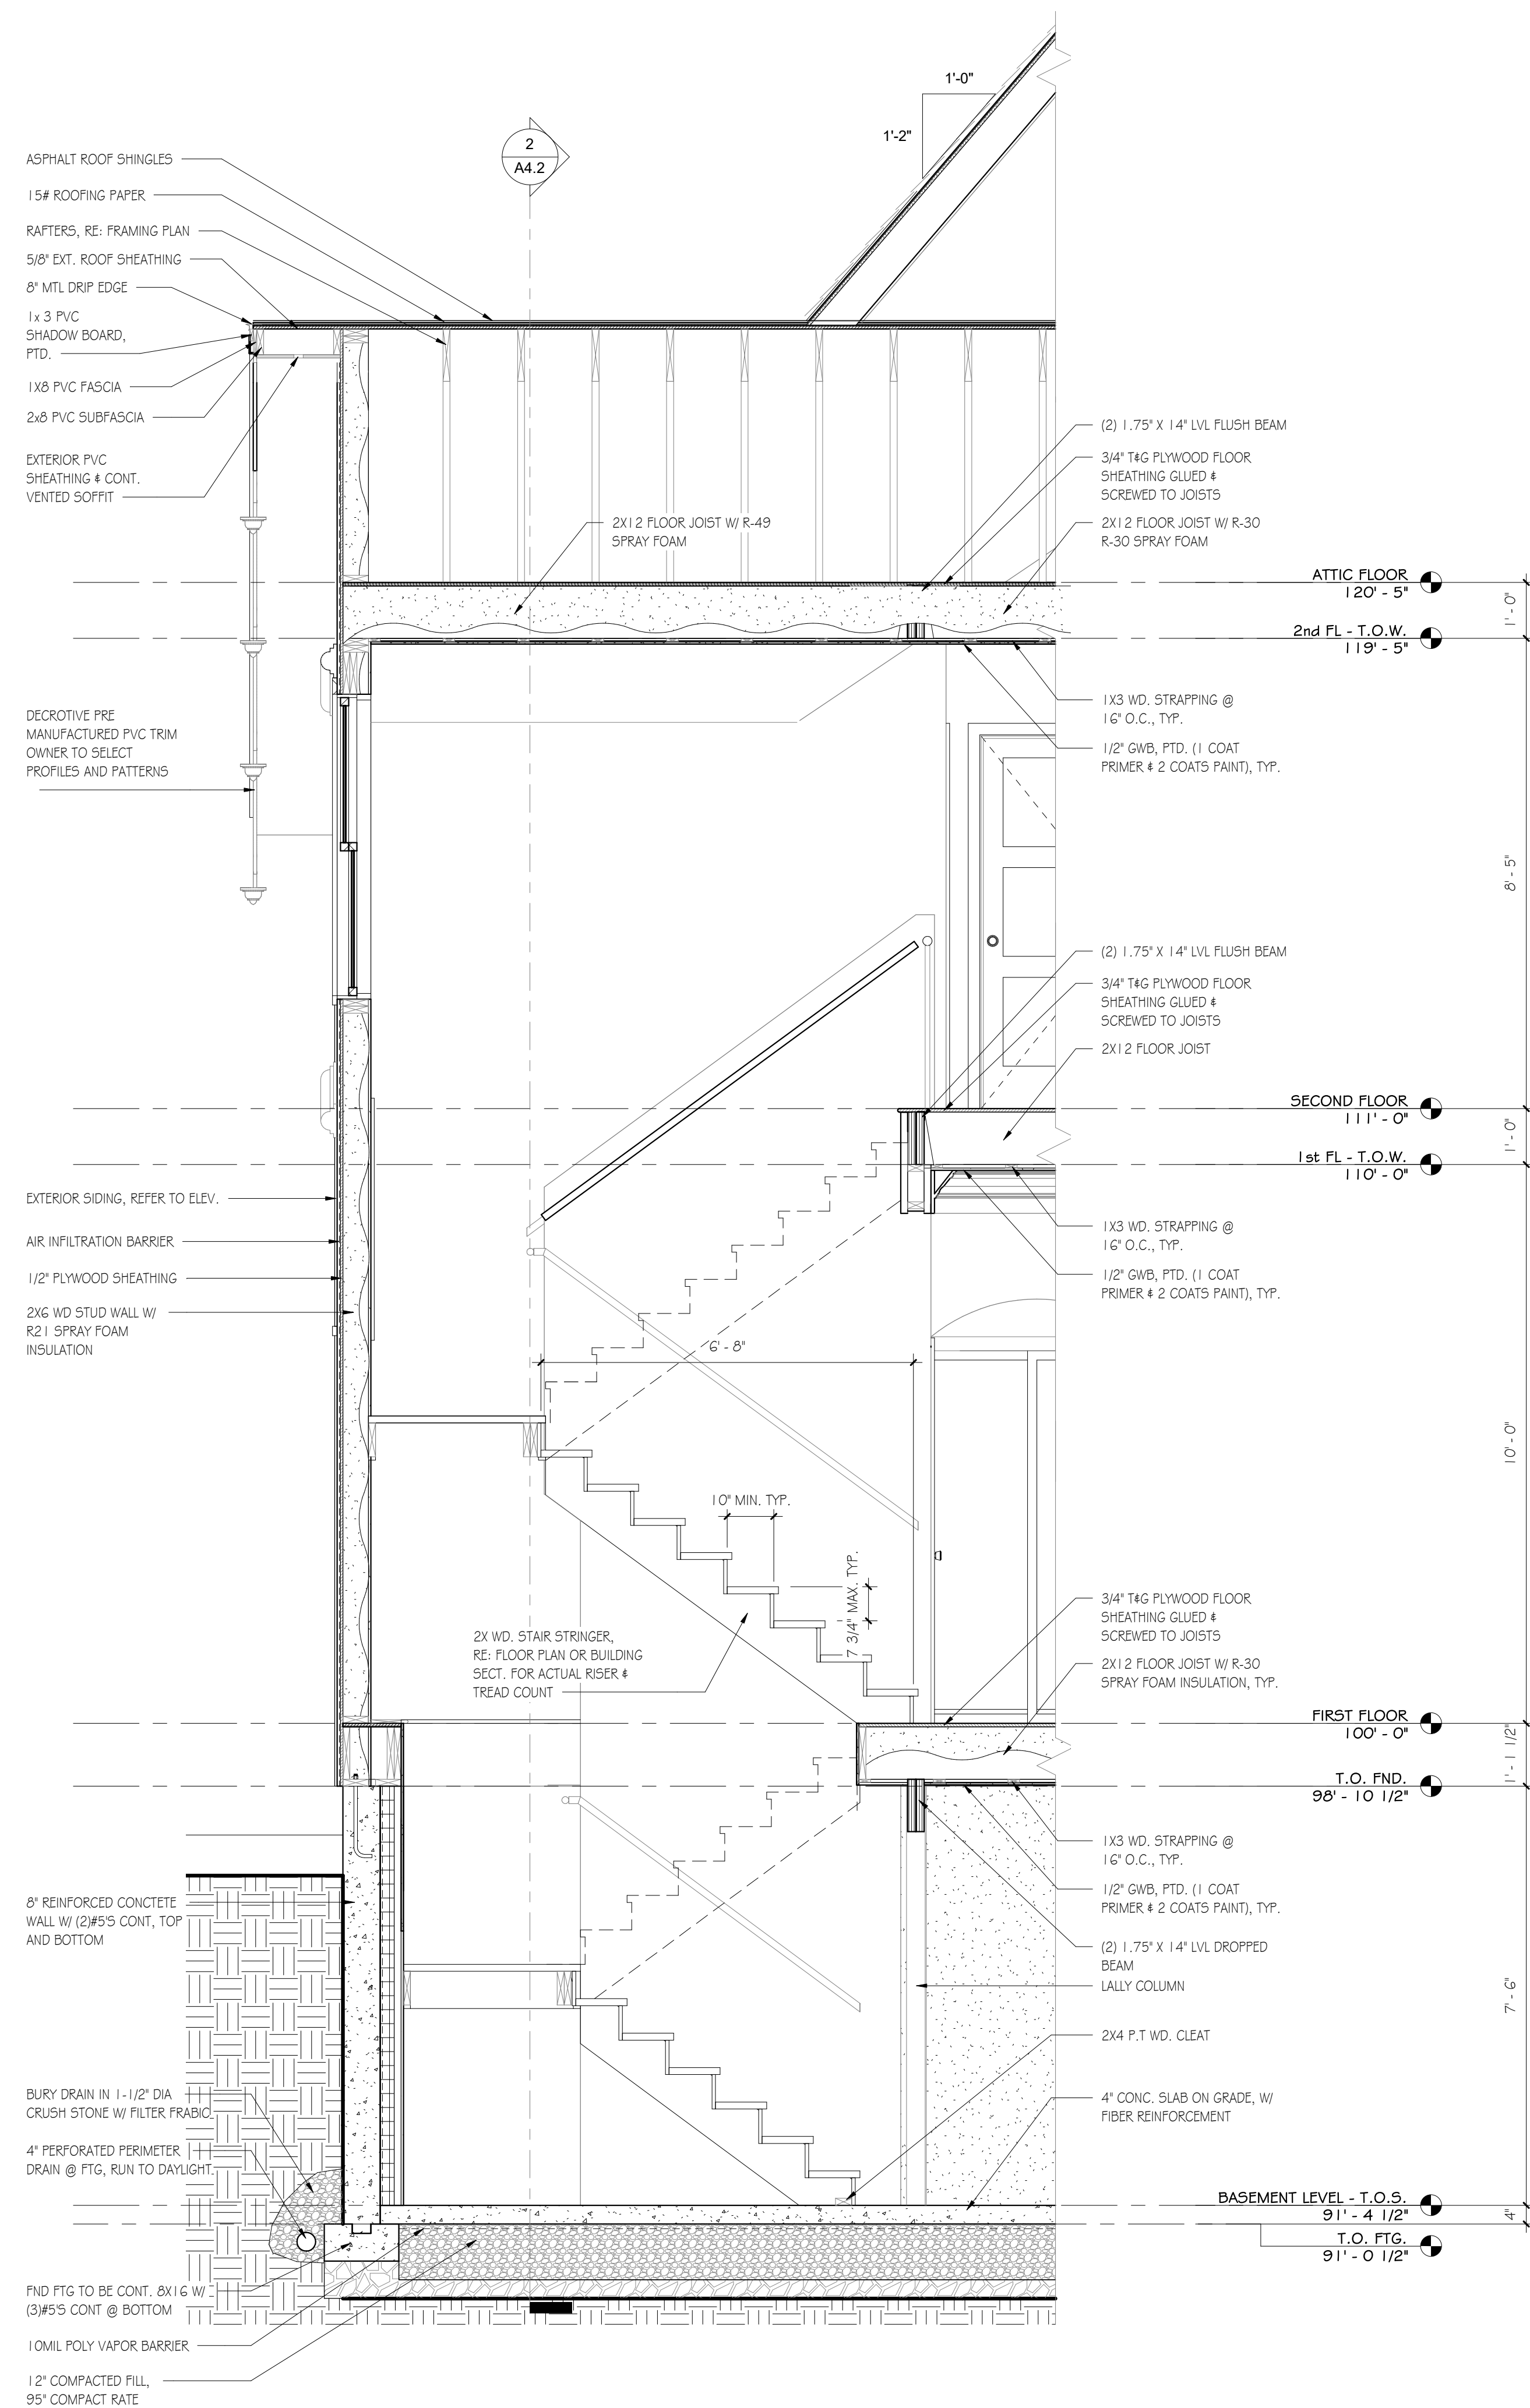 1'-0"
1'-2"
2
A4.2
ASPHALT ROOF SHINGLES
15# ROOFING PAPER
RAFTERS, RE: FRAMING PLAN
5/8" EXT. ROOF SHEATHING
8" MTL DRIP EDGE
1x 3 PVC
SHADOW BOARD,
PTD.
1X8 PVC FASCIA
2x8 PVC SUBFASCIA
EXTERIOR PVC
SHEATHING & CONT.
VENTED SOFFIT
DECROTIVE PRE
MANUFACTURED PVC TRIM
OWNER TO SELECT
PROFILES AND PATTERNS
EXTERIOR SIDING, REFER TO ELEV.
AIR INFILTRATION BARRIER
1/2" PLYWOOD SHEATHING
2X6 WD STUD WALL W/
R21 SPRAY FOAM
INSULATION
8" REINFORCED CONCTETE
WALL W/ (2)#5'S CONT, TOP
AND BOTTOM
BURY DRAIN IN 1-1/2" DIA
CRUSH STONE W/ FILTER FRABIC
4" PERFORATED PERIMETER
DRAIN @ FTG, RUN TO DAYLIGHT
FND FTG TO BE CONT. 8X16 W/
(3)#5'S CONT @ BOTTOM
10MIL POLY VAPOR BARRIER
12" COMPACTED FILL,
95" COMPACT RATE
2X12 FLOOR JOIST W/ R-49
SPRAY FOAM
6' - 8"
10" MIN. TYP.
7 3/4" MAX. TYP.
2X WD. STAIR STRINGER,
RE: FLOOR PLAN OR BUILDING
SECT. FOR ACTUAL RISER &
TREAD COUNT
(2) 1.75" X 14" LVL FLUSH BEAM
3/4" T&G PLYWOOD FLOOR
SHEATHING GLUED &
SCREWED TO JOISTS
2X12 FLOOR JOIST W/ R-30
R-30 SPRAY FOAM
1X3 WD. STRAPPING @
16" O.C., TYP.
1/2" GWB, PTD. (1 COAT
PRIMER & 2 COATS PAINT), TYP.
(2) 1.75" X 14" LVL FLUSH BEAM
3/4" T&G PLYWOOD FLOOR
SHEATHING GLUED &
SCREWED TO JOISTS
2X12 FLOOR JOIST
1X3 WD. STRAPPING @
16" O.C., TYP.
1/2" GWB, PTD. (1 COAT
PRIMER & 2 COATS PAINT), TYP.
3/4" T&G PLYWOOD FLOOR
SHEATHING GLUED &
SCREWED TO JOISTS
2X12 FLOOR JOIST W/ R-30
SPRAY FOAM INSULATION, TYP.
1X3 WD. STRAPPING @
16" O.C., TYP.
1/2" GWB, PTD. (1 COAT
PRIMER & 2 COATS PAINT), TYP.
(2) 1.75" X 14" LVL DROPPED
BEAM
LALLY COLUMN
2X4 P.T WD. CLEAT
4" CONC. SLAB ON GRADE, W/
FIBER REINFORCEMENT
ATTIC FLOOR
120' - 5"
2nd FL - T.O.W.
119' - 5"
SECOND FLOOR
111' - 0"
1st FL - T.O.W.
110' - 0"
FIRST FLOOR
100' - 0"
T.O. FND.
98' - 10 1/2"
BASEMENT LEVEL - T.O.S.
91' - 4 1/2"
T.O. FTG.
91' - 0 1/2"
1' - 0"
8' - 5"
1' - 0"
10' - 0"
1' - 1 1/2"
7' - 6"
4"